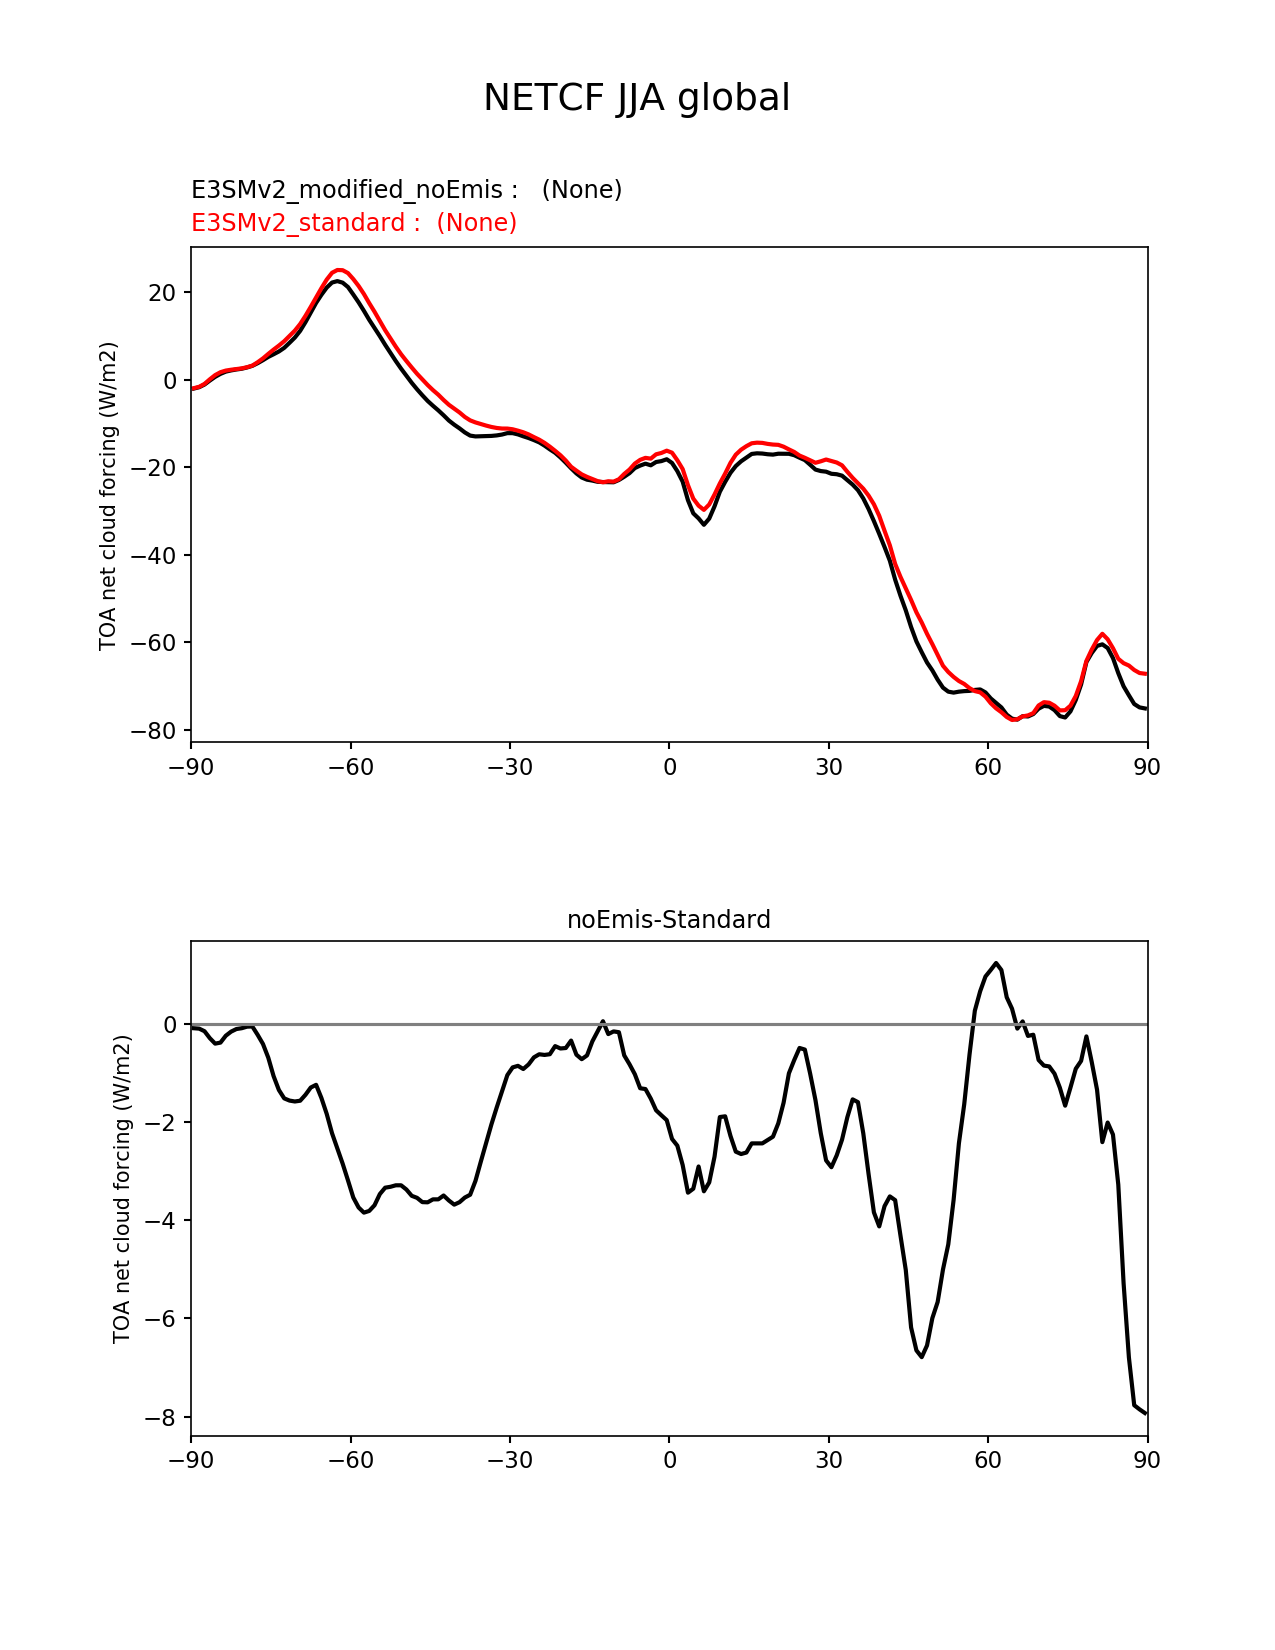 NETCF JJA global
E3SMv2_modified_noEmis :   (None)
E3SMv2_standard :  (None)
TOA net cloud forcing (W/m2)
20
0
−20
−40
−60
−80
−90 −60 −30 0 30 60 90
noEmis-Standard
TOA net cloud forcing (W/m2)
0
−2
−4
−6
−8
−90 −60 −30 0 30 60 90